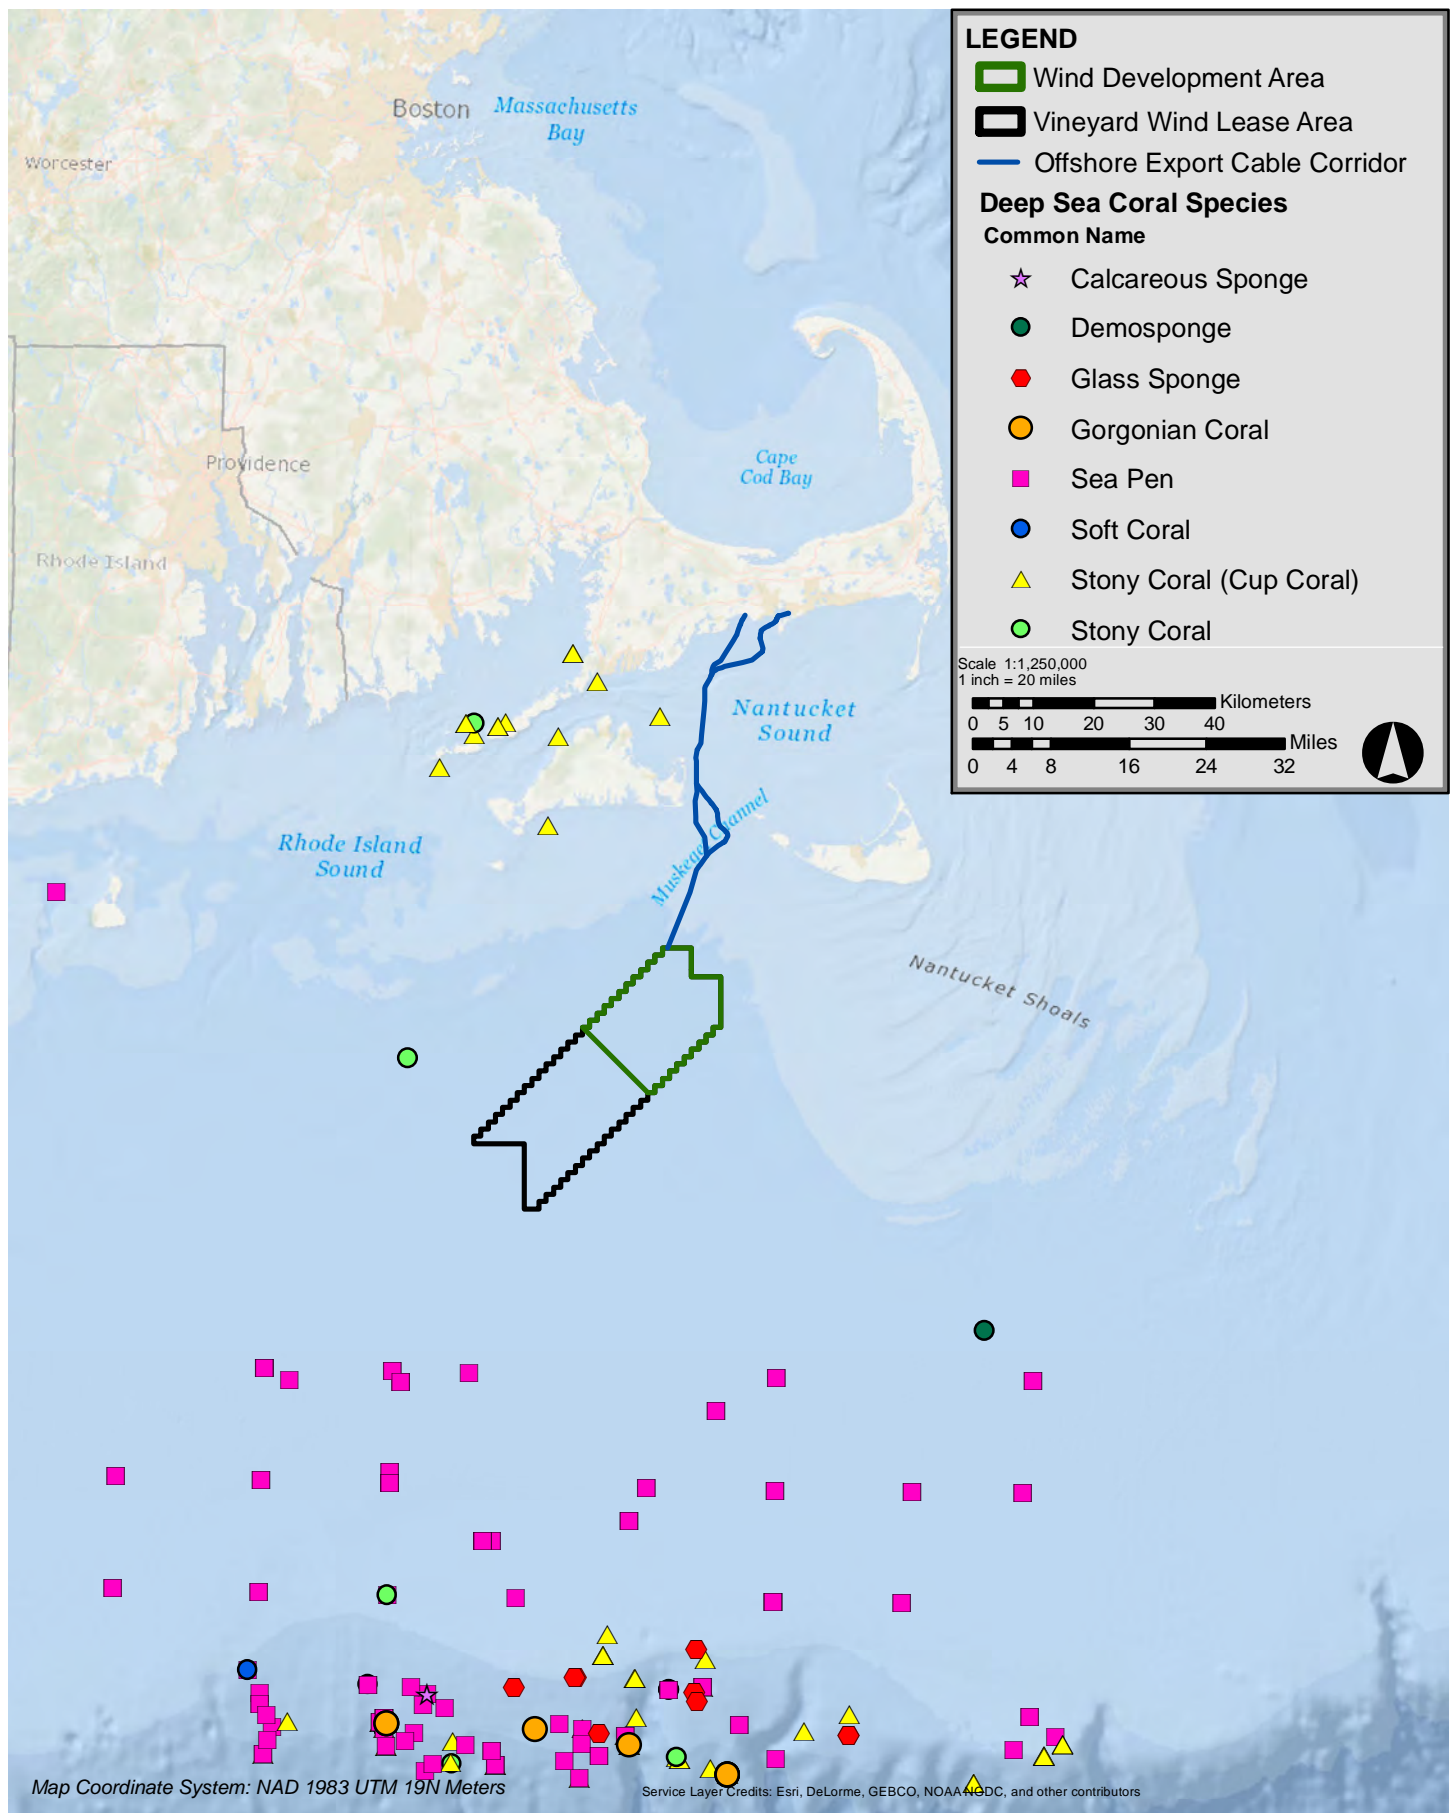 LEGEND
Wind Development Area
Vineyard Wind Lease Area
Offshore Export Cable Corridor
Deep Sea Coral Species
Common Name
Calcareous Sponge
Demosponge
Glass Sponge
Gorgonian Coral
Sea Pen
Soft Coral
Stony Coral (Cup Coral)
Stony Coral
Scale 1:1,250,000
1 inch = 20 miles
Kilometers
0 5 10 20 30 40
Miles
0 4 8 16 24 32
Boston
Massachusetts
Bay
Worcester
Cape
Cod Bay
Providence
Rhode Island
Nantucket
Sound
Muskeget Channel
Rhode Island
Sound
Nantucket Shoals
Map Coordinate System: NAD 1983 UTM 19N Meters
Service Layer Credits: Esri, DeLorme, GEBCO, NOAA NGDC, and other contributors